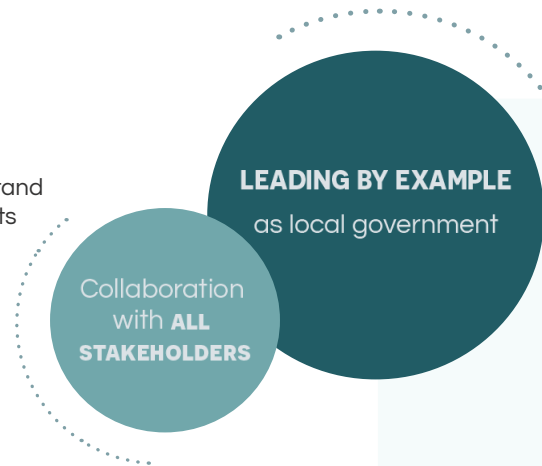 LEADING BY EXAMPLE
as local government
Collaboration
with ALL
STAKEHOLDERS